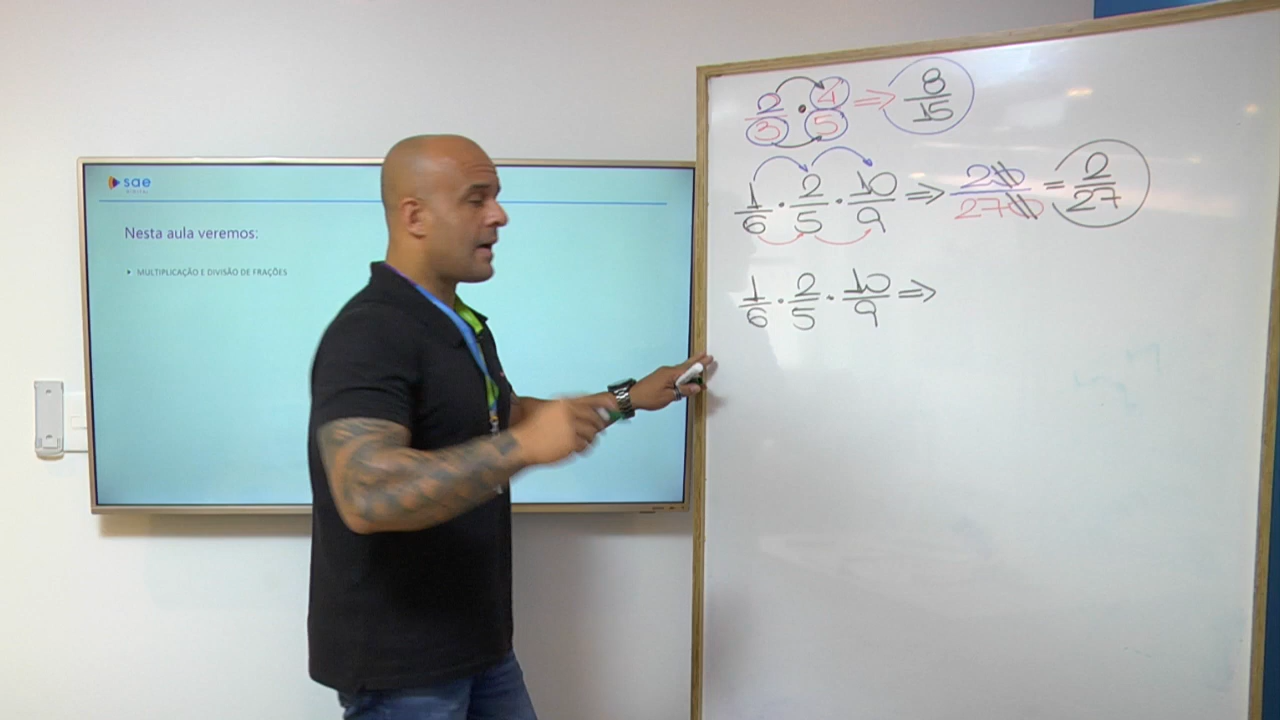 sae
DIGITAL
Nesta aula veremos:
▸ MULTIPLICAÇÃO E DIVISÃO DE FRAÇÕES
2/3 · 4/5 ⇒ 8/15
1/6 · 2/5 · 10/9 ⇒ 20/270 = 2/27
1/6 · 2/5 · 10/9 ⇒